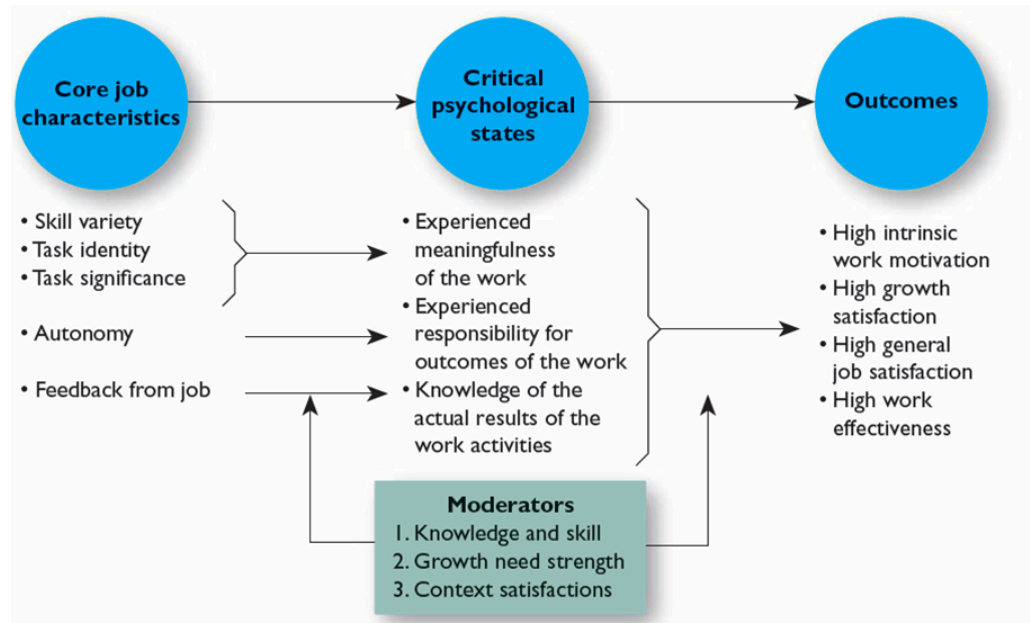 Core job
characteristics
Critical
psychological
states
Outcomes
• Skill variety
• Task identity
• Task significance
• Autonomy
• Feedback from job
• Experienced
meaningfulness
of the work
• Experienced
responsibility for
outcomes of the work
• Knowledge of the
actual results of the
work activities
• High intrinsic
work motivation
• High growth
satisfaction
• High general
job satisfaction
• High work
effectiveness
Moderators
1. Knowledge and skill
2. Growth need strength
3. Context satisfactions